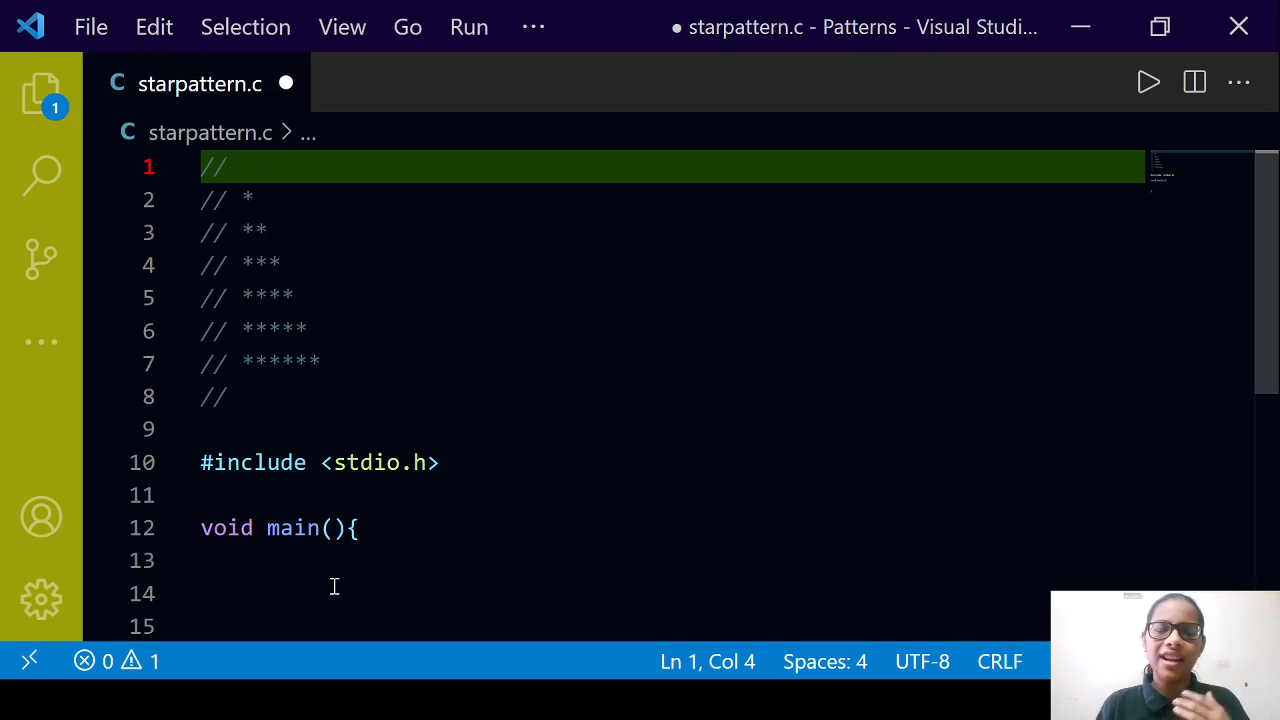 File Edit Selection View Go Run ··· ● starpattern.c - Patterns - Visual Studi...
C starpattern.c ●
C starpattern.c > ...
1 //
2 // *
3 // **
4 // ***
5 // ****
6 // *****
7 // ******
8 //
9
10 #include <stdio.h>
11
12 void main(){
13
14
15
1
0 1 Ln 1, Col 4 Spaces: 4 UTF-8 CRLF